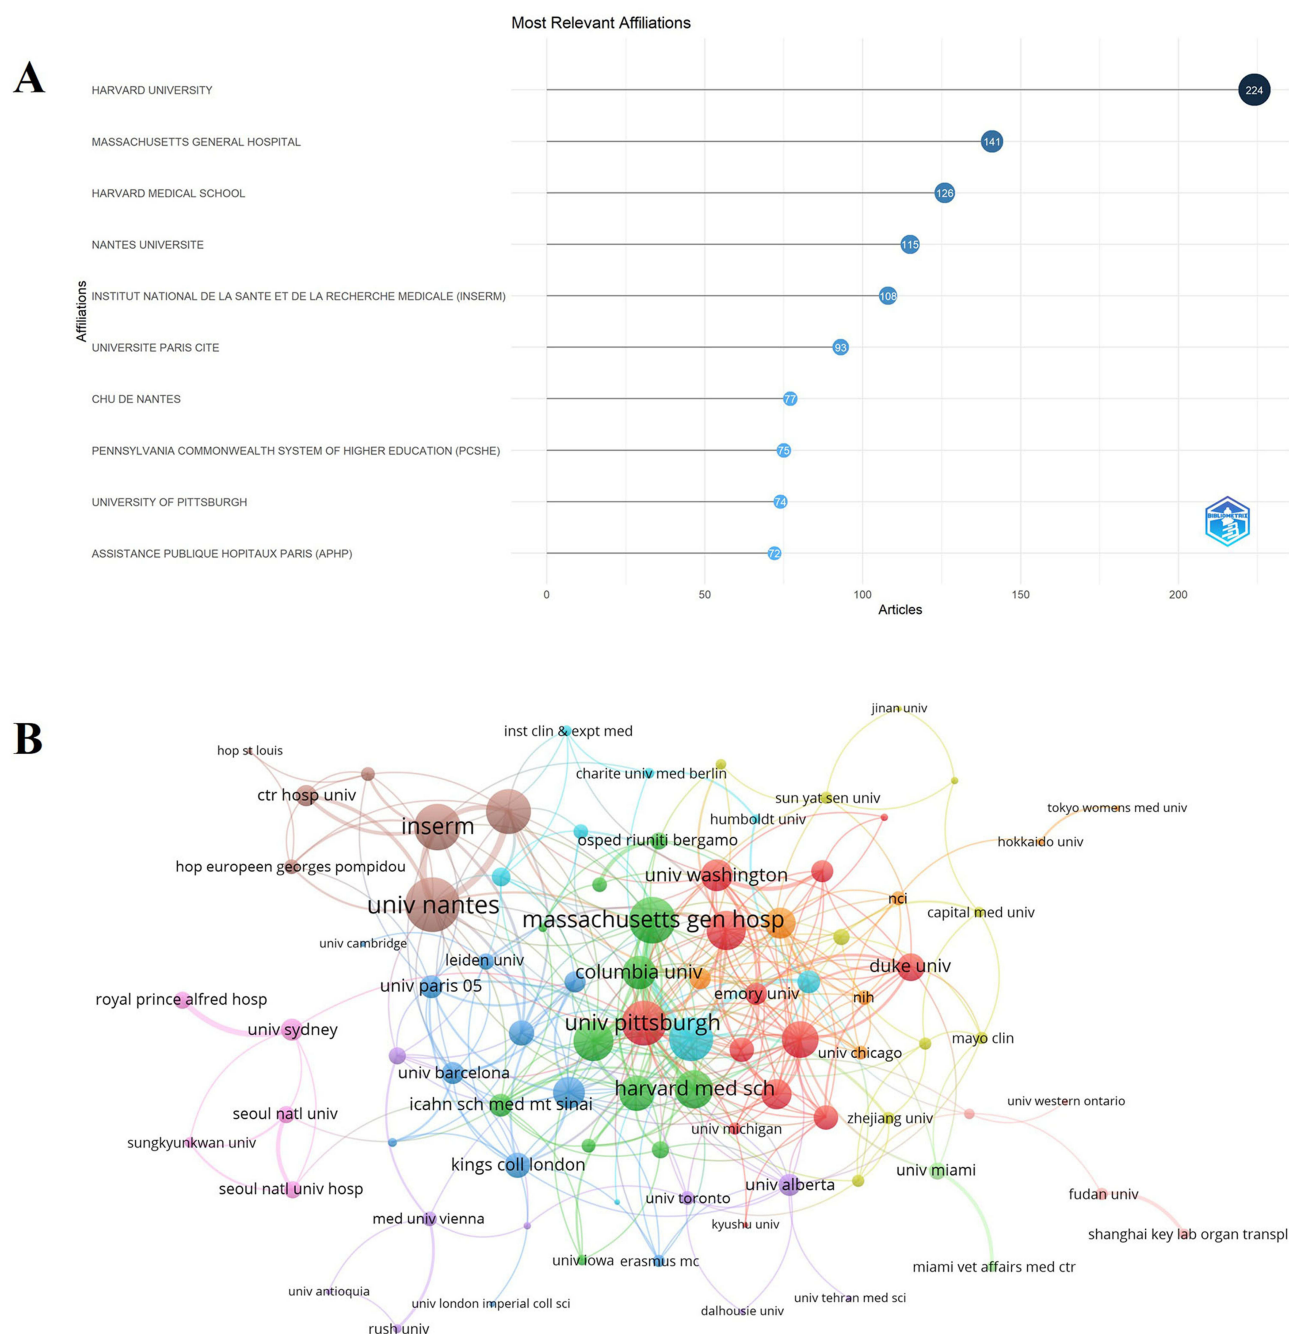 Most Relevant Affiliations
A
HARVARD UNIVERSITY
224
MASSACHUSETTS GENERAL HOSPITAL
141
HARVARD MEDICAL SCHOOL
126
NANTES UNIVERSITE
115
INSTITUT NATIONAL DE LA SANTE ET DE LA RECHERCHE MEDICALE (INSERM)
108
UNIVERSITE PARIS CITE
93
CHU DE NANTES
77
PENNSYLVANIA COMMONWEALTH SYSTEM OF HIGHER EDUCATION (PCSHE)
75
UNIVERSITY OF PITTSBURGH
74
ASSISTANCE PUBLIQUE HOPITAUX PARIS (APHP)
72
Affiliations
BIBLIOMETRIX
0 50 100 150 200
Articles
B
jinan univ
inst clin & expt med
hop st louis
charite univ med berlin
ctr hosp univ
sun yat sen univ
tokyo womens med univ
humboldt univ
inserm
osped riuniti bergamo
hokkaido univ
hop europeen georges pompidou
univ washington
nci
univ nantes
capital med univ
massachusetts gen hosp
univ cambridge
leiden univ
duke univ
columbia univ
univ paris 05
emory univ
nih
royal prince alfred hosp
univ pittsburgh
univ sydney
mayo clin
univ chicago
univ barcelona
harvard med sch
icahn sch med mt sinai
univ western ontario
seoul natl univ
zhejiang univ
univ michigan
sungkyunkwan univ
kings coll london
univ miami
seoul natl univ hosp
univ alberta
univ toronto
fudan univ
med univ vienna
kyushu univ
shanghai key lab organ transpl
univ iowa
erasmus mc
miami vet affairs med ctr
univ antioquia
univ london imperial coll sci
univ tehran med sci
dalhousie univ
rush univ